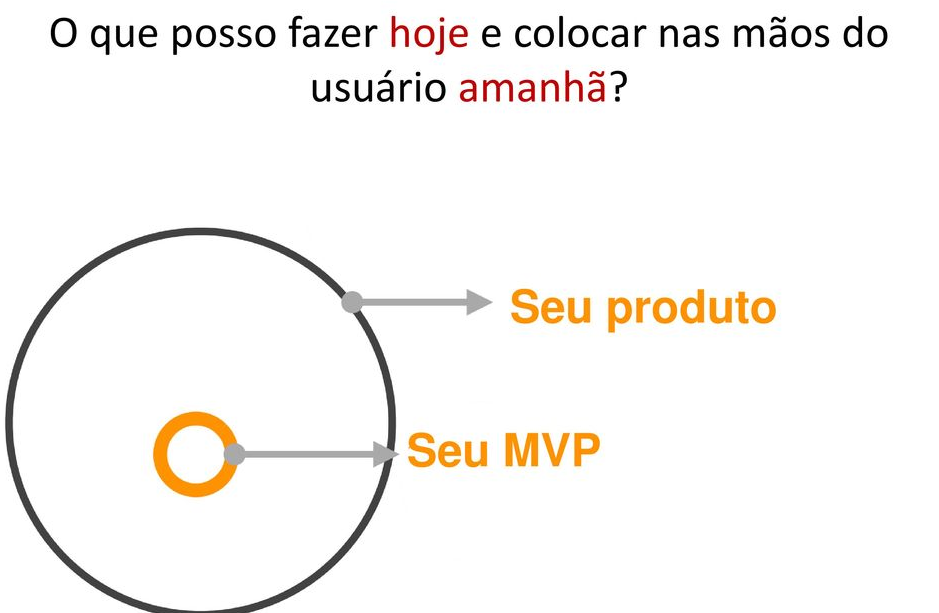 O que posso fazer hoje e colocar nas mãos do
usuário amanhã?
Seu produto
Seu MVP